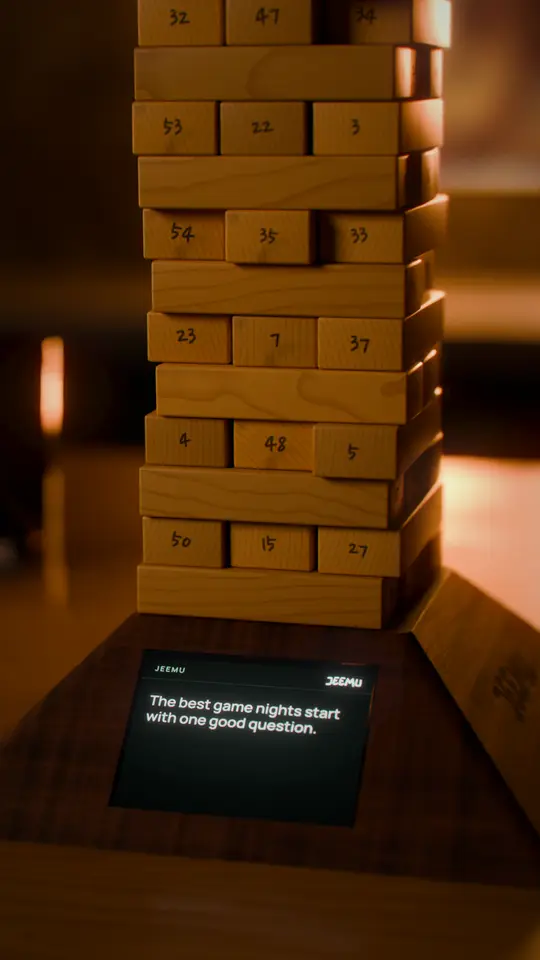 32 47 34
53 22 3
54 35 33
23 7 37
4 48 5
50 15 27
JEEMU JEEMU
The best game nights start
with one good question.